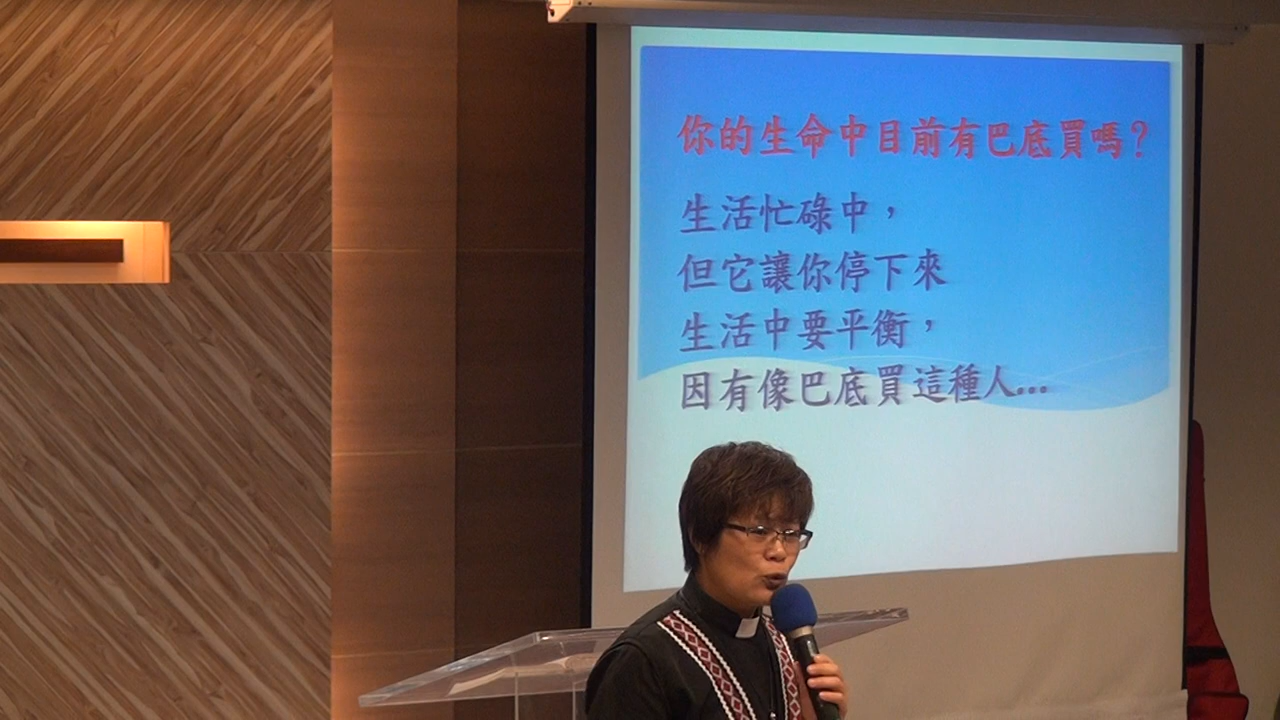 你的生命中目前有巴底買嗎？
生活忙碌中，
但它讓你停下來
生活中要平衡，
因有像巴底買這種人...